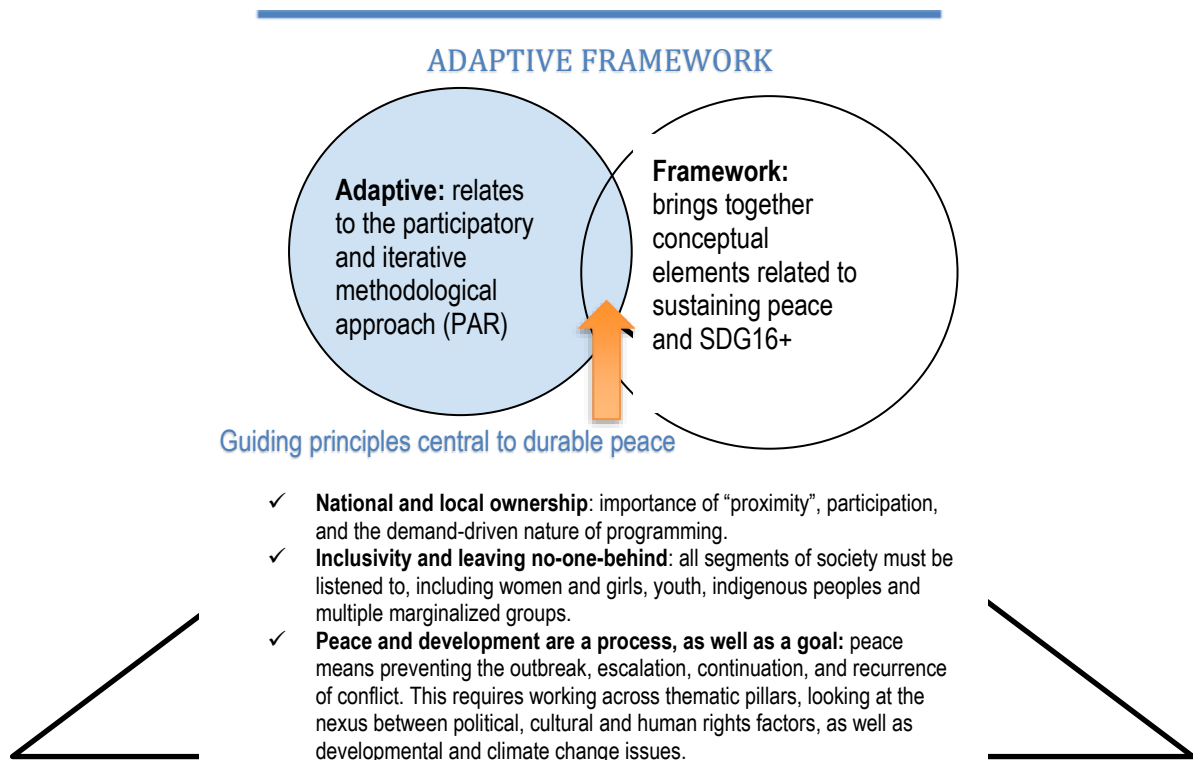 ADAPTIVE FRAMEWORK
Adaptive: relates
to the participatory
and iterative
methodological
approach (PAR)
Framework:
brings together
conceptual
elements related to
sustaining peace
and SDG16+
Guiding principles central to durable peace
✓ National and local ownership: importance of “proximity”, participation,
and the demand-driven nature of programming.
✓ Inclusivity and leaving no-one-behind: all segments of society must be
listened to, including women and girls, youth, indigenous peoples and
multiple marginalized groups.
✓ Peace and development are a process, as well as a goal: peace
means preventing the outbreak, escalation, continuation, and recurrence
of conflict. This requires working across thematic pillars, looking at the
nexus between political, cultural and human rights factors, as well as
developmental and climate change issues.